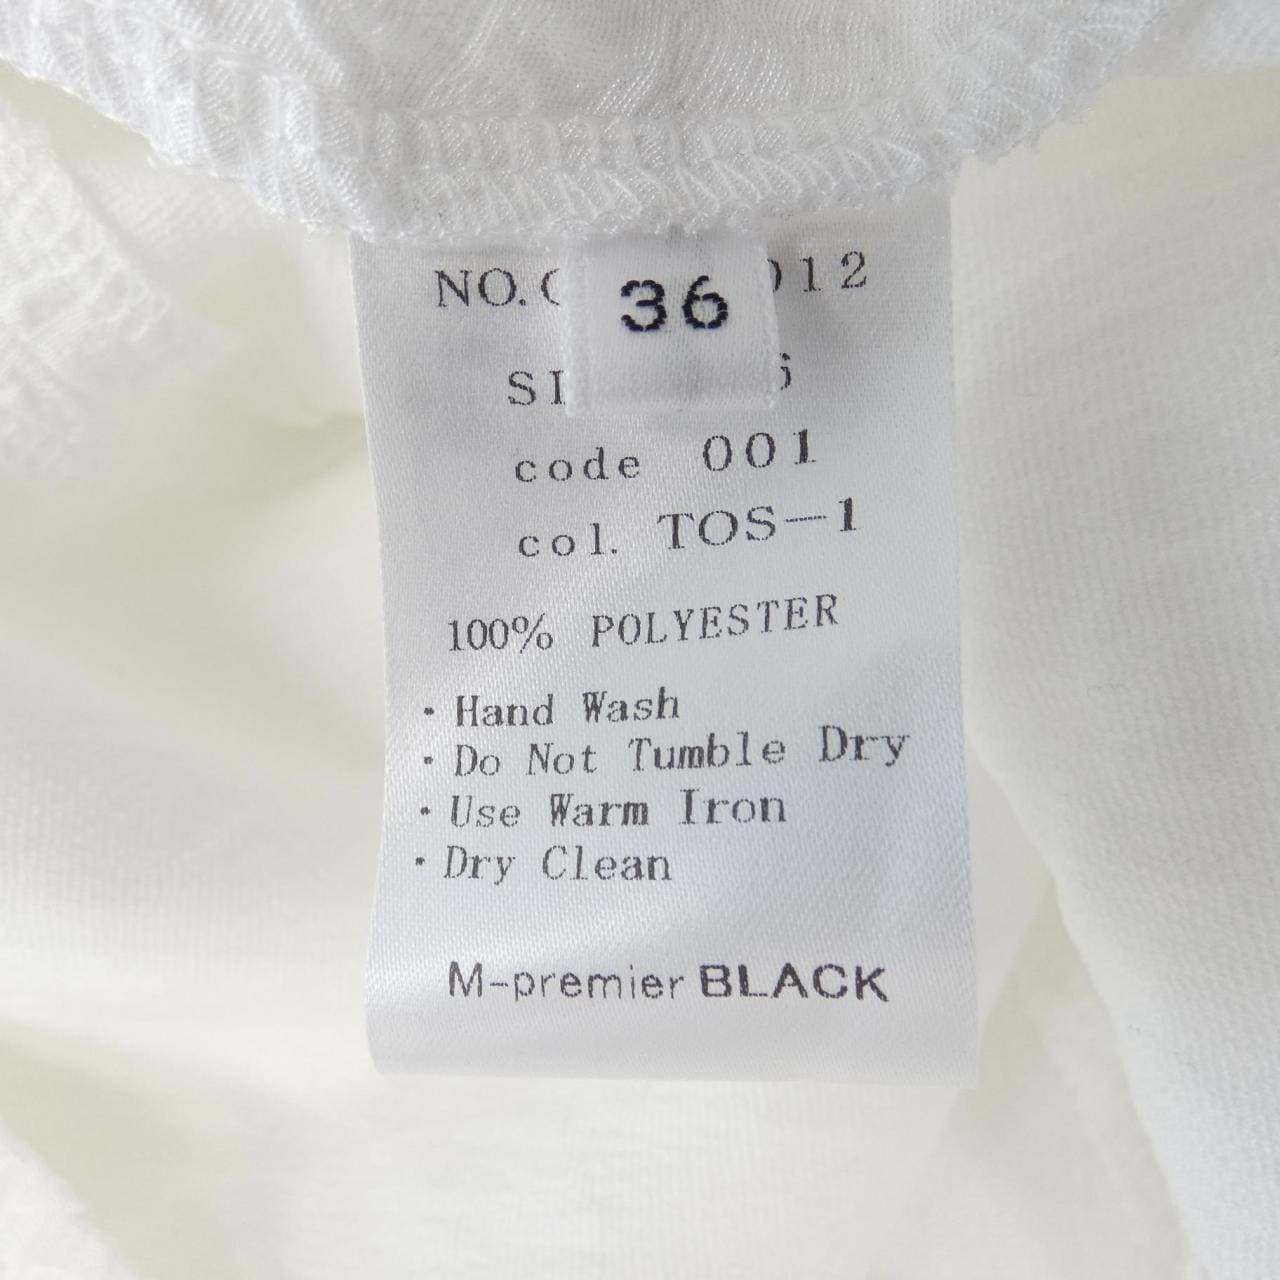 NO.
012
36
code 001
col. TOS-1
100% POLYESTER
・Hand Wash
・Do Not Tumble Dry
・Use Warm Iron
・Dry Clean
M-premier BLACK